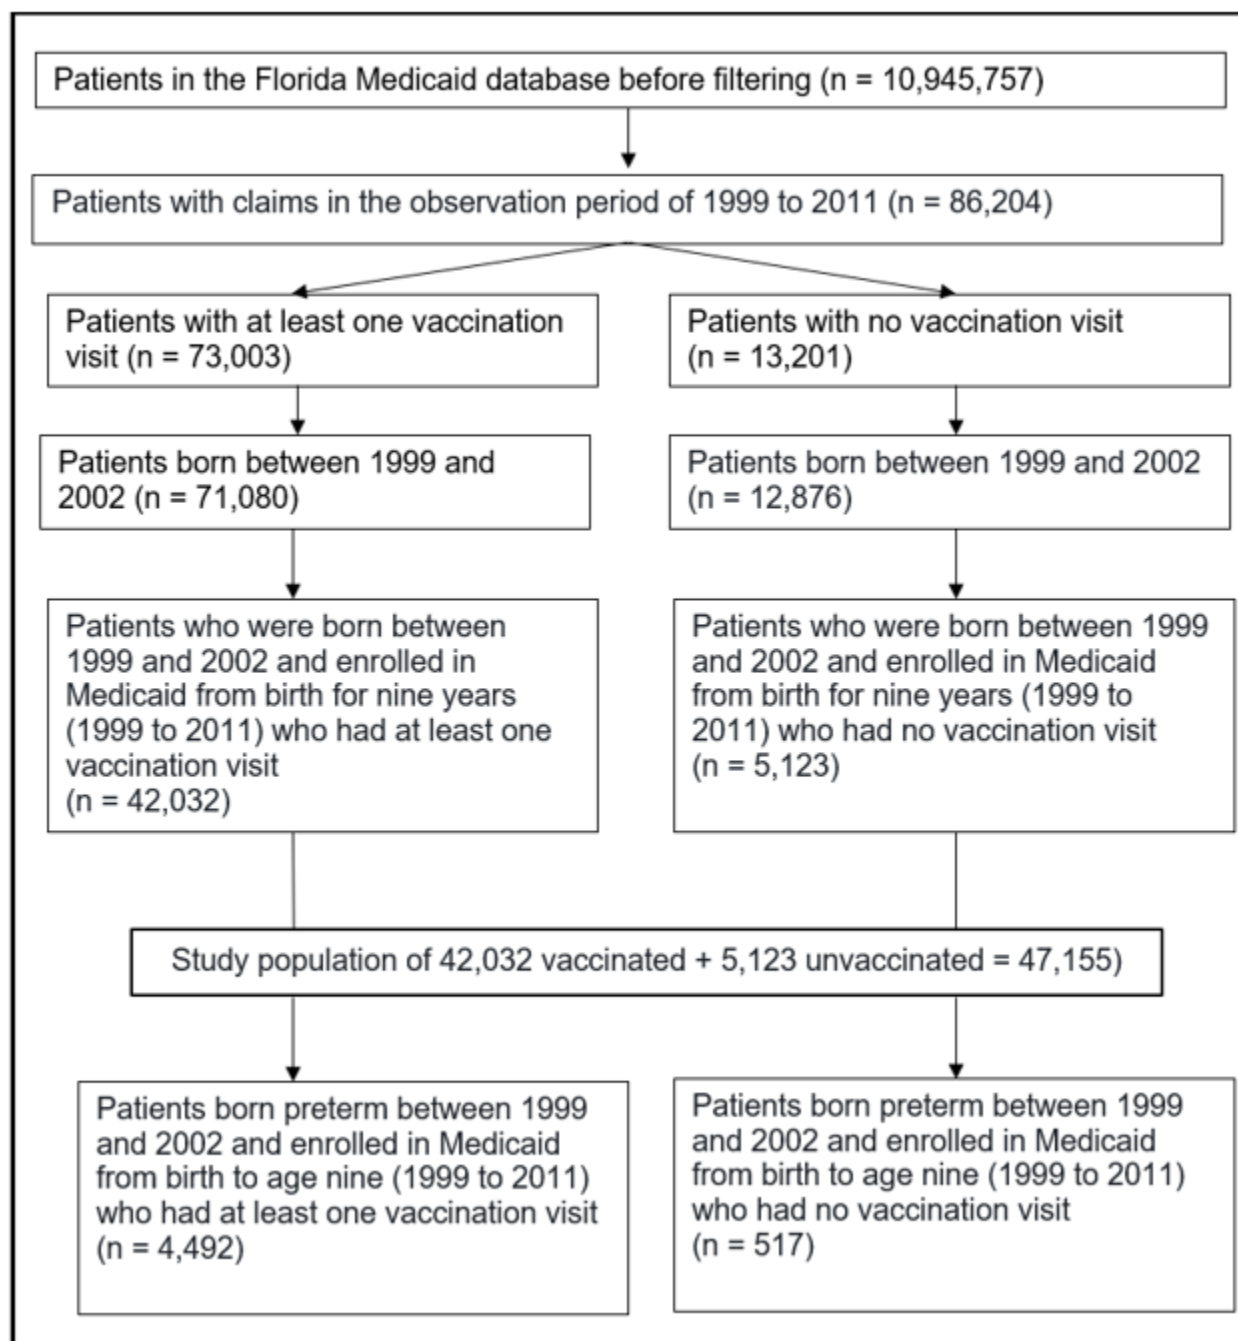 Patients in the Florida Medicaid database before filtering (n = 10,945,757)
Patients with claims in the observation period of 1999 to 2011 (n = 86,204)
Patients with at least one vaccination
visit (n = 73,003)
Patients with no vaccination visit
(n = 13,201)
Patients born between 1999 and
2002 (n = 71,080)
Patients born between 1999 and 2002
(n = 12,876)
Patients who were born between
1999 and 2002 and enrolled in
Medicaid from birth for nine years
(1999 to 2011) who had at least one
vaccination visit
(n = 42,032)
Patients who were born between 1999
and 2002 and enrolled in Medicaid
from birth for nine years (1999 to
2011) who had no vaccination visit
(n = 5,123)
Study population of 42,032 vaccinated + 5,123 unvaccinated = 47,155)
Patients born preterm between 1999
and 2002 and enrolled in Medicaid
from birth to age nine (1999 to 2011)
who had at least one vaccination visit
(n = 4,492)
Patients born preterm between 1999
and 2002 and enrolled in Medicaid
from birth to age nine (1999 to 2011)
who had no vaccination visit
(n = 517)